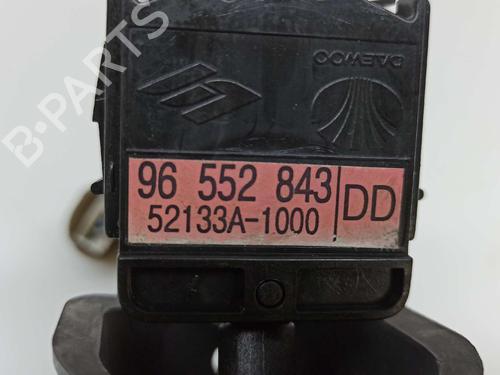 DAEWOO
96 552 843
DD
52133A-1000
B-PARTS